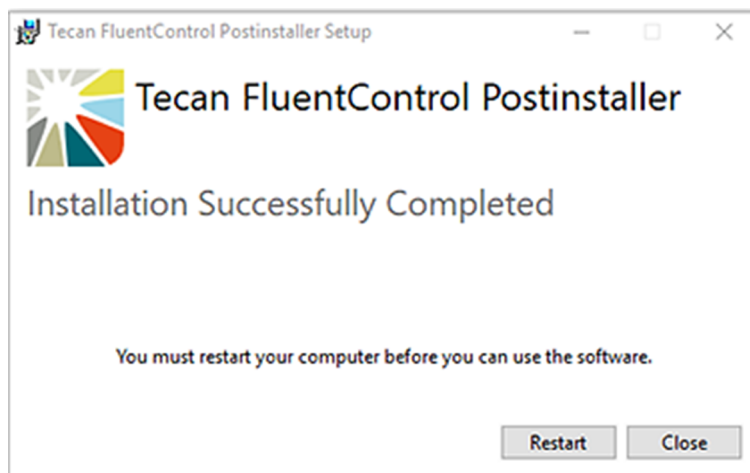 Tecan FluentControl Postinstaller Setup
Tecan FluentControl Postinstaller
Installation Successfully Completed
You must restart your computer before you can use the software.
Restart Close